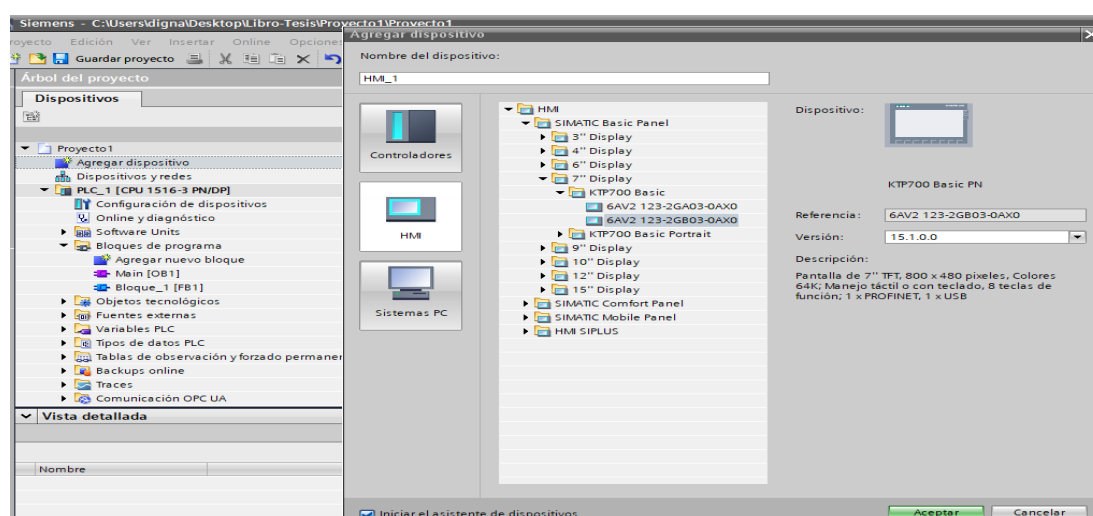 Siemens - C:\Users\digna\Desktop\Libro-Tesis\Proyecto1\Proyecto1
royecto Edición Ver Insertar Online Opciones
Guardar proyecto
Árbol del proyecto
Dispositivos
Proyecto1
Agregar dispositivo
Dispositivos y redes
PLC_1 [CPU 1516-3 PN/DP]
Configuración de dispositivos
Online y diagnóstico
Software Units
Bloques de programa
Agregar nuevo bloque
Main [OB1]
Bloque_1 [FB1]
Objetos tecnológicos
Fuentes externas
Variables PLC
Tipos de datos PLC
Tablas de observación y forzado permaner
Backups online
Traces
Comunicación OPC UA
Vista detallada
Nombre
Agregar dispositivo
Nombre del dispositivo:
HMI_1
Controladores
HMI
Sistemas PC
HMI
SIMATIC Basic Panel
3" Display
4" Display
6" Display
7" Display
KTP700 Basic
6AV2 123-2GA03-0AX0
6AV2 123-2GB03-0AX0
KTP700 Basic Portrait
9" Display
10" Display
12" Display
15" Display
SIMATIC Comfort Panel
SIMATIC Mobile Panel
HMI SIPLUS
Dispositivo:
KTP700 Basic PN
Referencia: 6AV2 123-2GB03-0AX0
Versión: 15.1.0.0
Descripción:
Pantalla de 7" TFT, 800 x 480 pixeles, Colores
64K; Manejo táctil o con teclado, 8 teclas de
función; 1 x PROFINET, 1 x USB
Iniciar el asistente de dispositivos
Aceptar Cancelar